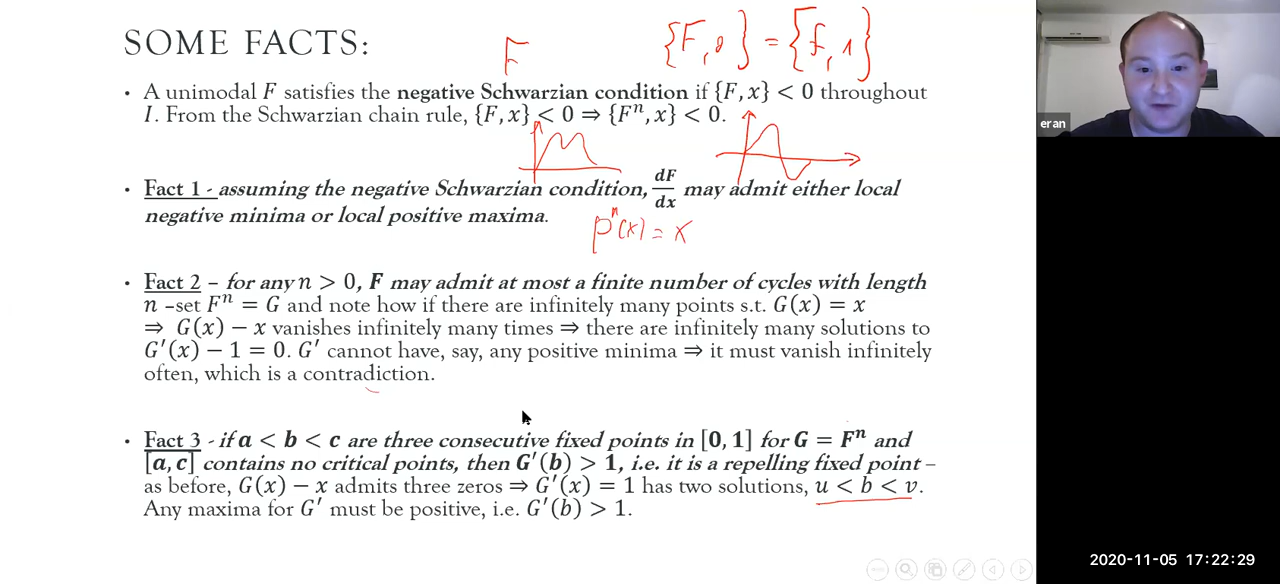 SOME FACTS:
F
{F, 0} = {f, 1}
• A unimodal F satisfies the negative Schwarzian condition if {F, x} < 0 throughout
I. From the Schwarzian chain rule, {F, x} < 0 ⇒ {Fⁿ, x} < 0.
• Fact 1 - assuming the negative Schwarzian condition, dF/dx may admit either local
negative minima or local positive maxima.
Pⁿ(x) = x
• Fact 2 – for any n > 0, F may admit at most a finite number of cycles with length
n –set Fⁿ = G and note how if there are infinitely many points s.t. G(x) = x
⇒ G(x) − x vanishes infinitely many times ⇒ there are infinitely many solutions to
G′(x) − 1 = 0. G′ cannot have, say, any positive minima ⇒ it must vanish infinitely
often, which is a contradiction.
• Fact 3 - if a < b < c are three consecutive fixed points in [0, 1] for G = Fⁿ and
[a, c] contains no critical points, then G′(b) > 1, i.e. it is a repelling fixed point –
as before, G(x) − x admits three zeros ⇒ G′(x) = 1 has two solutions, u < b < v.
Any maxima for G′ must be positive, i.e. G′(b) > 1.
eran
2020-11-05 17:22:29